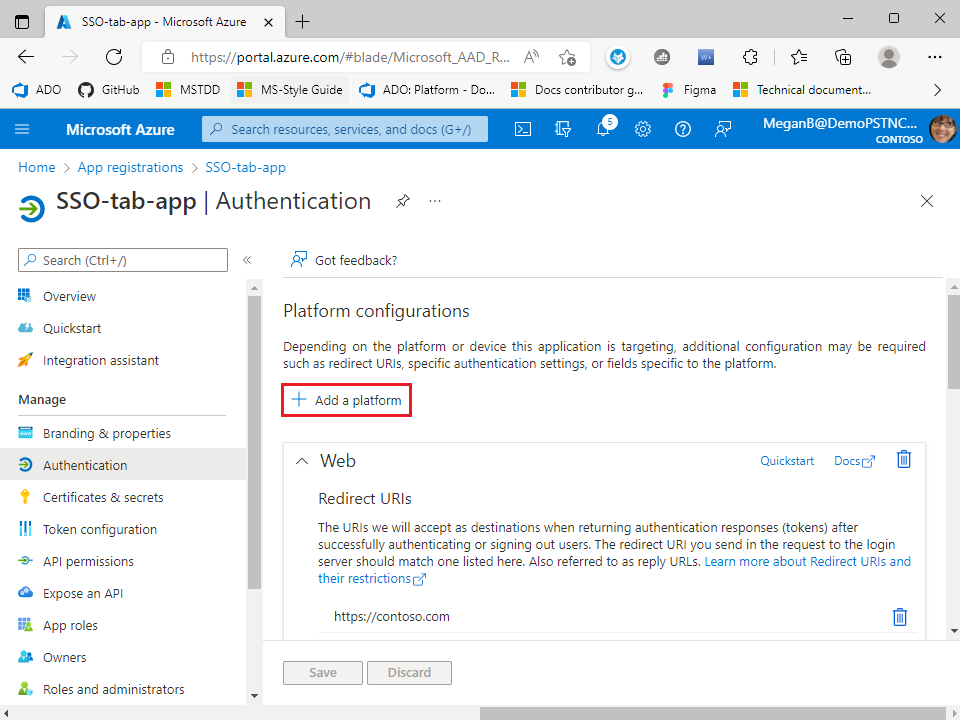 SSO-tab-app - Microsoft Azure
https://portal.azure.com/#blade/Microsoft_AAD_R...
ADO
GitHub
MSTDD
MS-Style Guide
ADO: Platform - Do...
Docs contributor g...
Figma
Technical document...
Microsoft Azure
Search resources, services, and docs (G+/)
5
MeganB@DemoPSTNC...
CONTOSO
Home > App registrations > SSO-tab-app
SSO-tab-app | Authentication
Search (Ctrl+/)
Got feedback?
Overview
Quickstart
Integration assistant
Manage
Branding & properties
Authentication
Certificates & secrets
Token configuration
API permissions
Expose an API
App roles
Owners
Roles and administrators
Platform configurations
Depending on the platform or device this application is targeting, additional configuration may be required
such as redirect URIs, specific authentication settings, or fields specific to the platform.
Add a platform
Web
Quickstart
Docs
Redirect URIs
The URIs we will accept as destinations when returning authentication responses (tokens) after
successfully authenticating or signing out users. The redirect URI you send in the request to the login
server should match one listed here. Also referred to as reply URLs. Learn more about Redirect URIs and
their restrictions
https://contoso.com
Save
Discard